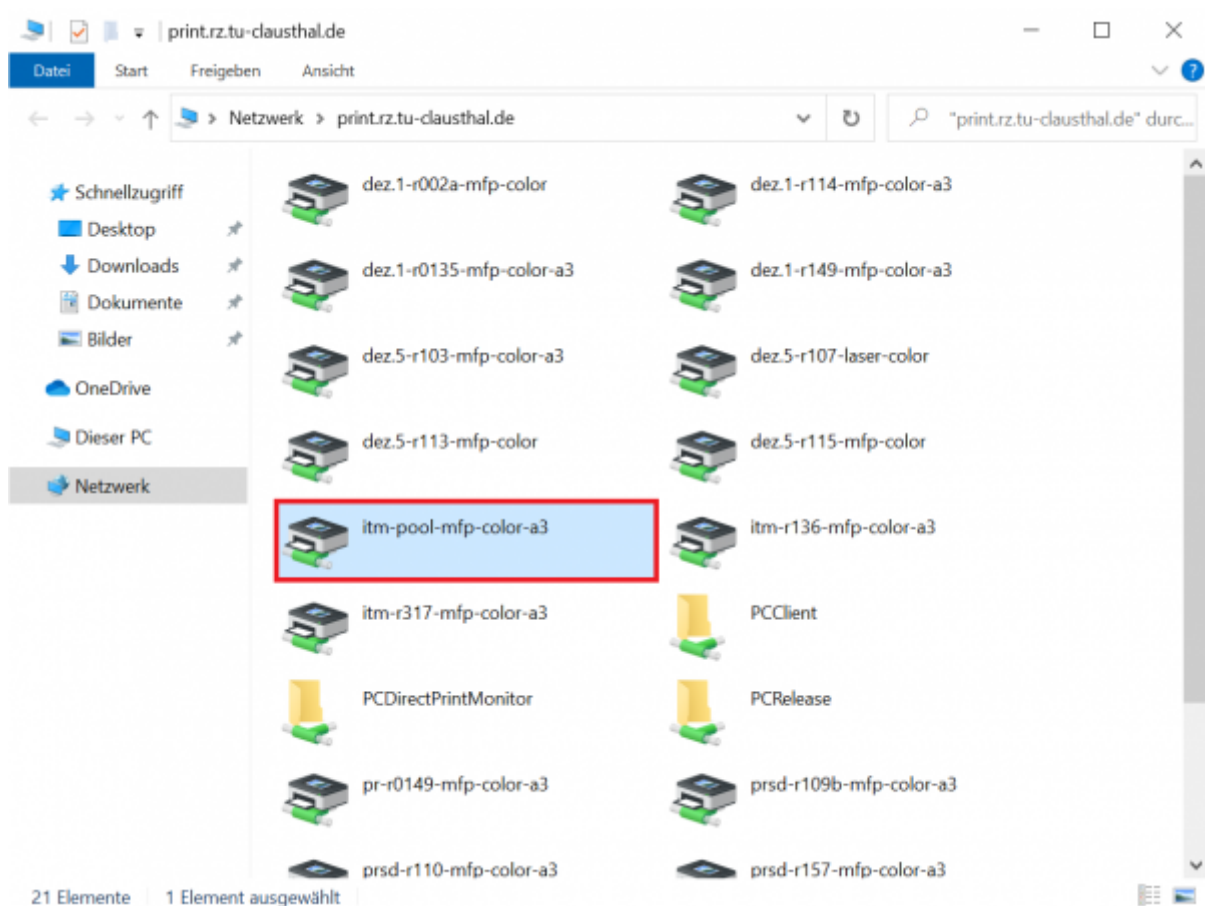 print.rz.tu-clausthal.de
Datei Start Freigeben Ansicht
Netzwerk > print.rz.tu-clausthal.de
"print.rz.tu-clausthal.de" durc...
Schnellzugriff
Desktop
Downloads
Dokumente
Bilder
OneDrive
Dieser PC
Netzwerk
dez.1-r002a-mfp-color dez.1-r114-mfp-color-a3
dez.1-r0135-mfp-color-a3 dez.1-r149-mfp-color-a3
dez.5-r103-mfp-color-a3 dez.5-r107-laser-color
dez.5-r113-mfp-color dez.5-r115-mfp-color
itm-pool-mfp-color-a3 itm-r136-mfp-color-a3
itm-r317-mfp-color-a3 PCClient
PCDirectPrintMonitor PCRelease
pr-r0149-mfp-color-a3 prsd-r109b-mfp-color-a3
prsd-r110-mfp-color-a3 prsd-r157-mfp-color-a3
21 Elemente 1 Element ausgewählt